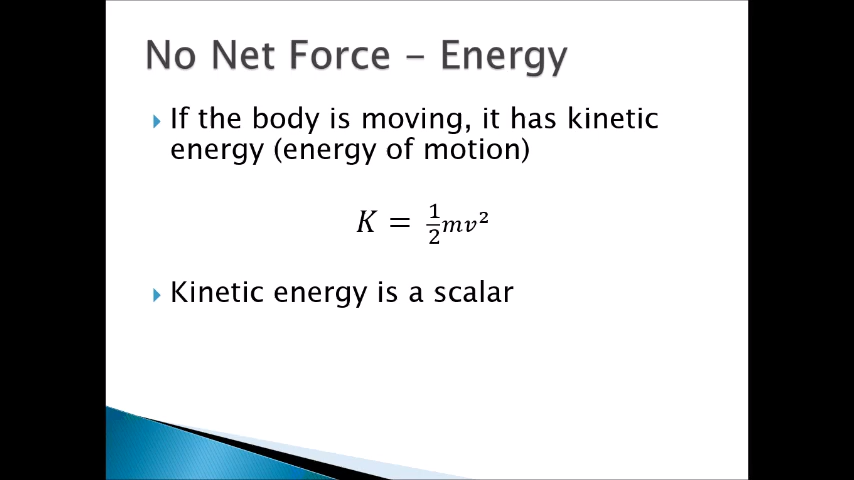 No Net Force – Energy
If the body is moving, it has kinetic
energy (energy of motion)
K = ½mv²
Kinetic energy is a scalar